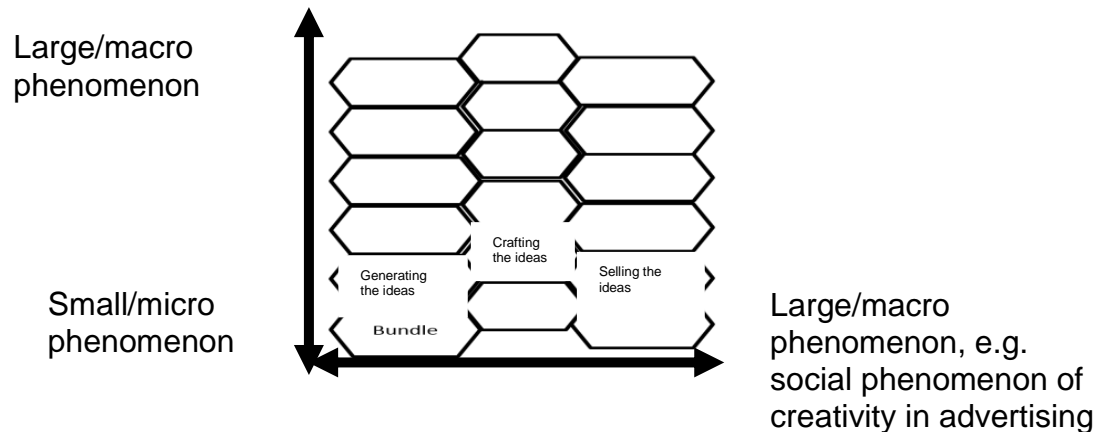 Large/macro
phenomenon
Crafting
the ideas
Generating
the ideas
Selling the
ideas
Bundle
Small/micro
phenomenon
Large/macro
phenomenon, e.g.
social phenomenon of
creativity in advertising